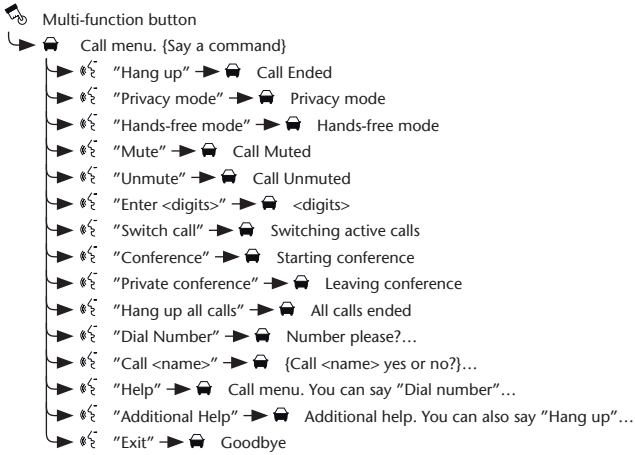 Multi-function button
Call menu. {Say a command}
"Hang up" Call Ended
"Privacy mode" Privacy mode
"Hands-free mode" Hands-free mode
"Mute" Call Muted
"Unmute" Call Unmuted
"Enter <digits>" <digits>
"Switch call" Switching active calls
"Conference" Starting conference
"Private conference" Leaving conference
"Hang up all calls" All calls ended
"Dial Number" Number please?…
"Call <name>" {Call <name> yes or no?}…
"Help" Call menu. You can say "Dial number"…
"Additional Help" Additional help. You can also say "Hang up"…
"Exit" Goodbye